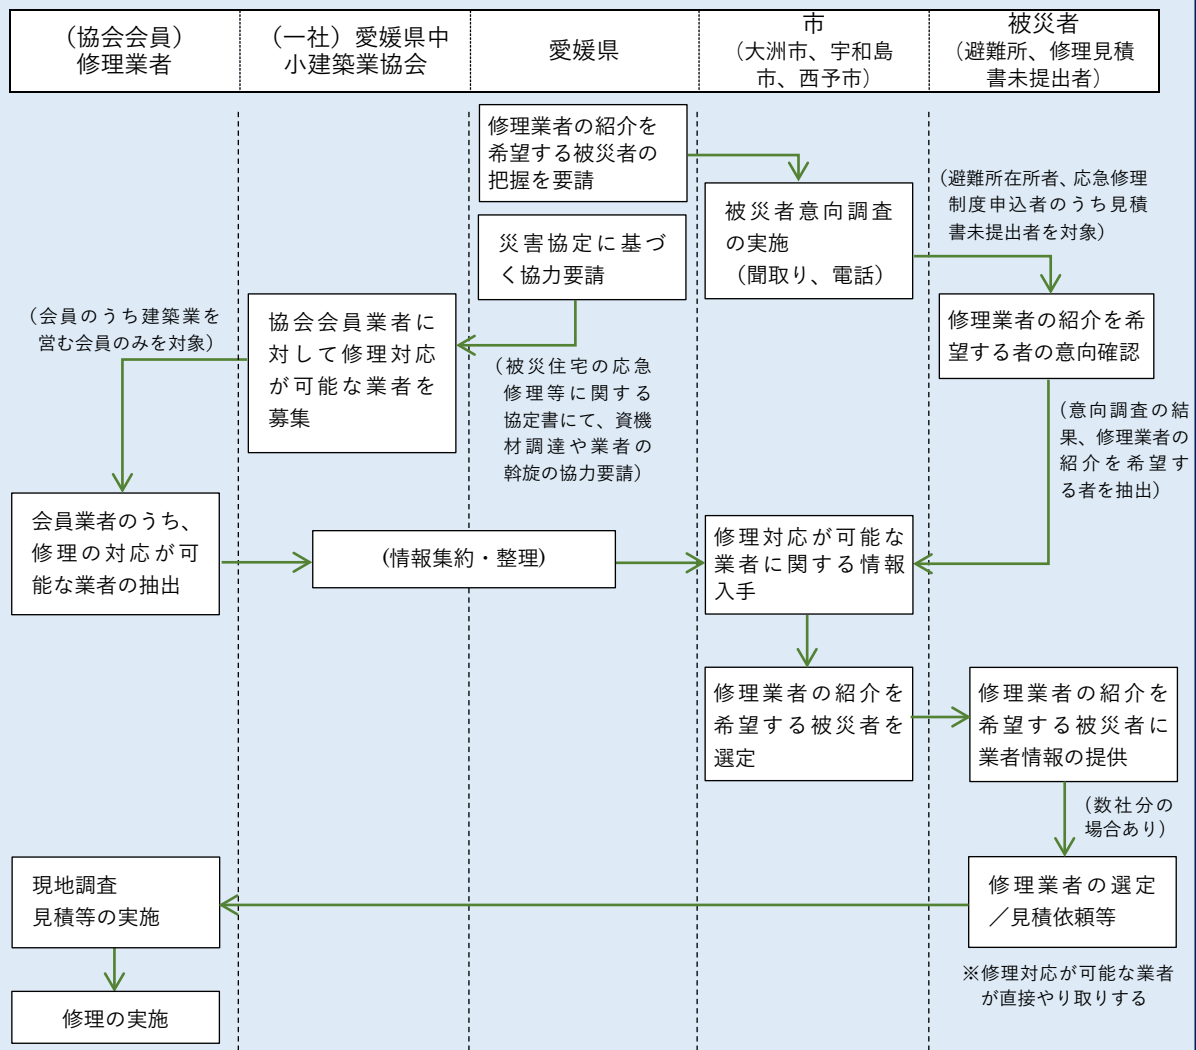 （協会会員）
修理業者
（一社）愛媛県中
小建築業協会
愛媛県
市
（大洲市、宇和島
市、西予市）
被災者
（避難所、修理見積
書未提出者）
修理業者の紹介を
希望する被災者の
把握を要請
被災者意向調査
の実施
（聞取り、電話）
（避難所在所者、応急修理
制度申込者のうち見積
書未提出者を対象）
災害協定に基づ
く協力要請
修理業者の紹介を希
望する者の意向確認
（会員のうち建築業を
営む会員のみを対象）
協会会員業者に
対して修理対応
が可能な業者を
募集
（被災住宅の応急
修理等に関する
協定書にて、資機
材調達や業者の
斡旋の協力要請）
（意向調査の結
果、修理業者の
紹介を希望す
る者を抽出）
会員業者のうち、
修理の対応が可
能な業者の抽出
(情報集約・整理)
修理対応が可能な
業者に関する情報
入手
修理業者の紹介を
希望する被災者を
選定
修理業者の紹介を
希望する被災者に
業者情報の提供
（数社分の
場合あり）
現地調査
見積等の実施
修理業者の選定
／見積依頼等
※修理対応が可能な業者
が直接やり取りする
修理の実施